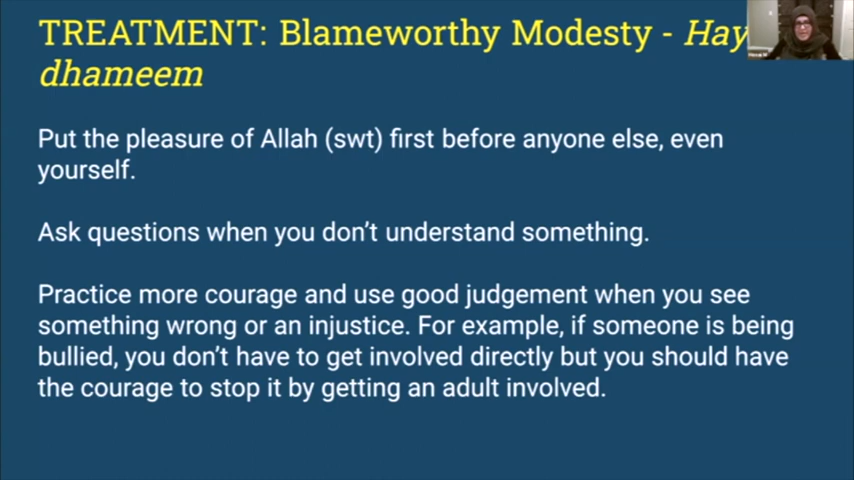 TREATMENT: Blameworthy Modesty - Hay
dhameem
Put the pleasure of Allah (swt) first before anyone else, even
yourself.
Ask questions when you don't understand something.
Practice more courage and use good judgement when you see
something wrong or an injustice. For example, if someone is being
bullied, you don't have to get involved directly but you should have
the courage to stop it by getting an adult involved.